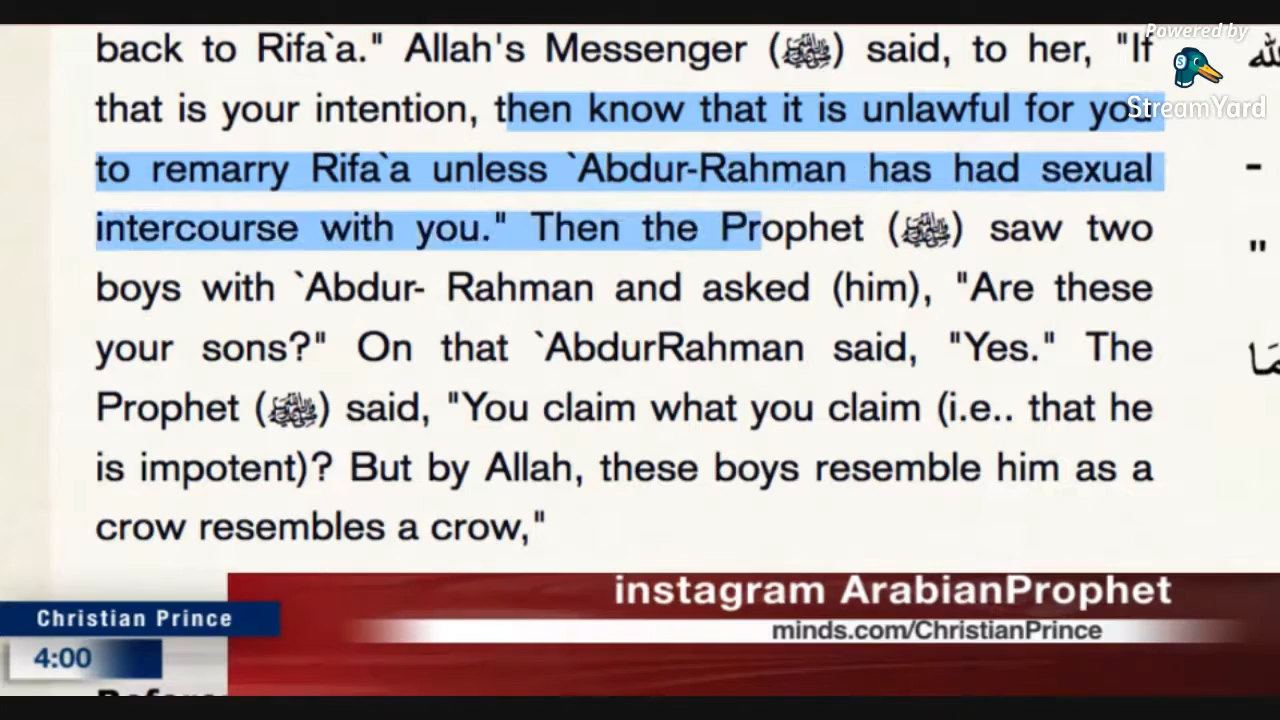 Powered by
StreamYard
back to Rifa`a." Allah's Messenger (ﷺ) said, to her, "If
that is your intention, then know that it is unlawful for you
to remarry Rifa`a unless `Abdur-Rahman has had sexual
intercourse with you." Then the Prophet (ﷺ) saw two
boys with `Abdur- Rahman and asked (him), "Are these
your sons?" On that `AbdurRahman said, "Yes." The
Prophet (ﷺ) said, "You claim what you claim (i.e.. that he
is impotent)? But by Allah, these boys resemble him as a
crow resembles a crow,"
instagram ArabianProphet
Christian Prince
minds.com/ChristianPrince
4:00